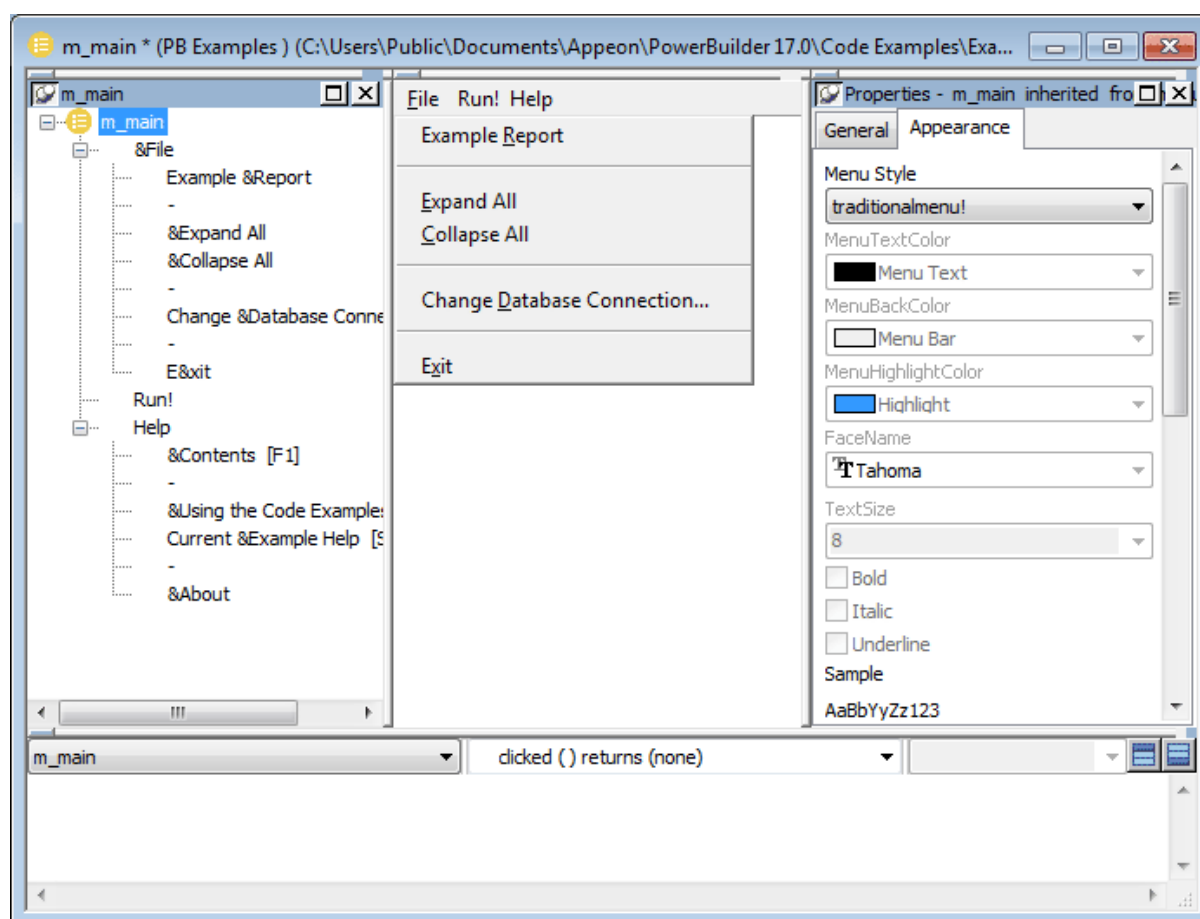 m_main * (PB Examples ) (C:\Users\Public\Documents\Appeon\PowerBuilder 17.0\Code Examples\Exa...
m_main
m_main
&File
Example &Report
-
&Expand All
&Collapse All
-
Change &Database Conne
-
E&xit
Run!
Help
&Contents [F1]
-
&Using the Code Examples
Current &Example Help [S
-
&About
File Run! Help
Example Report
Expand All
Collapse All
Change Database Connection...
Exit
Properties - m_main inherited fro
General Appearance
Menu Style
traditionalmenu!
MenuTextColor
Menu Text
MenuBackColor
Menu Bar
MenuHighlightColor
Highlight
FaceName
Tahoma
TextSize
8
Bold
Italic
Underline
Sample
AaBbYyZz123
m_main
clicked ( ) returns (none)